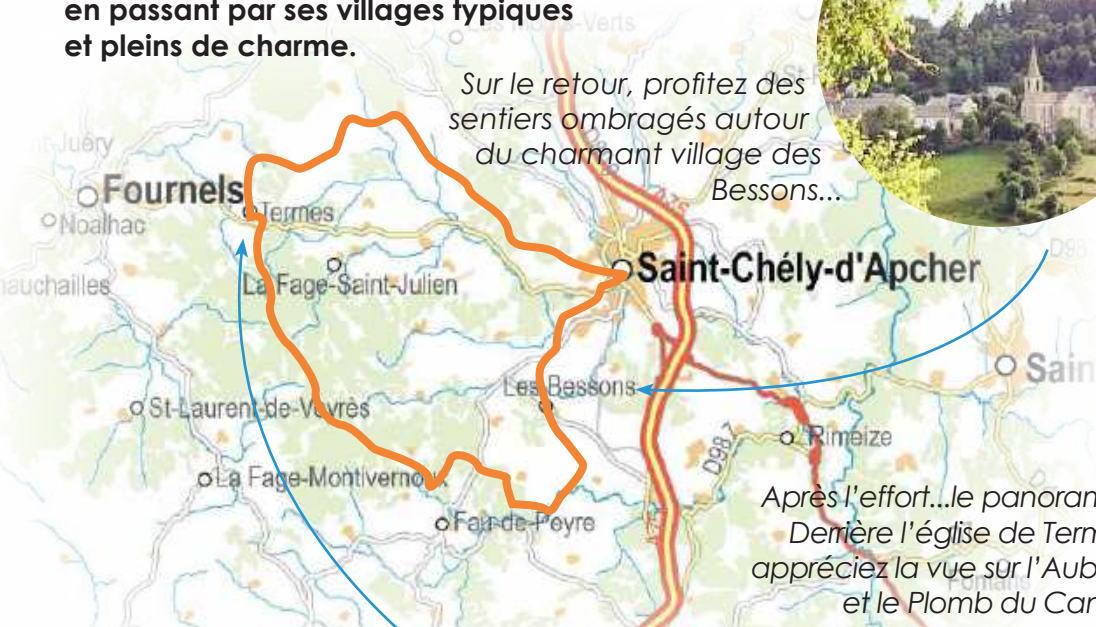 en passant par ses villages typiques
et pleins de charme.
Sur le retour, profitez des
sentiers ombragés autour
du charmant village des
Bessons...
Fournels
Noalhac
Termes
La Fage-Saint-Julien
Saint-Chély-d'Apcher
A75
D98
Sain
Les Bessons
St-Laurent-de-Veyrès
La Fage-Montivernoux
Fau-de-Peyre
Rimeize
D987
Après l'effort...le panoram
Derrière l'église de Term
appréciez la vue sur l'Aub
et le Plomb du Can